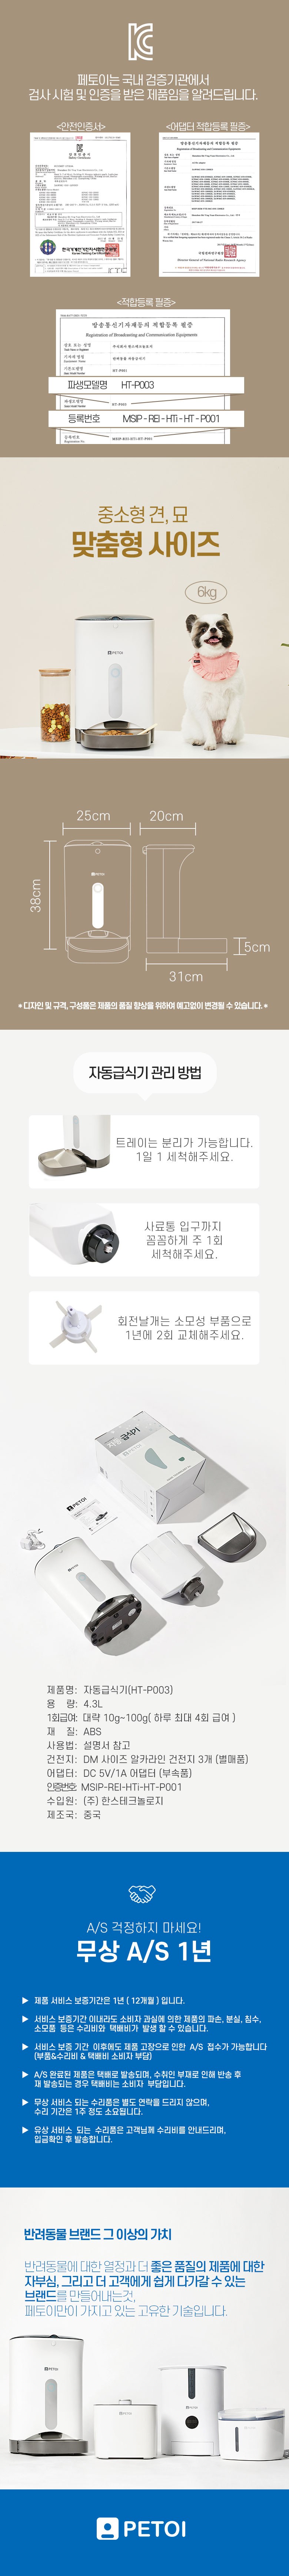 페토이는 국내 검증기관에서
검사 시험 및 인증을 받은 제품임을 알려드립니다.
<안전인증서>
<어댑터 적합등록 필증>
<적합등록 필증>
방송통신기자재등의 적합등록 필증
Registration of Broadcasting and Communication Equipments
파생모델명 HT-P003
등록번호 MSIP - REI - HTi - HT - P001
중소형 견, 묘
맞춤형 사이즈
6kg
PETOI
25cm
20cm
38cm
PETOI
5cm
31cm
*디자인 및 규격, 구성품은 제품의 품질 향상을 위하여 예고없이 변경될 수 있습니다.*
자동급식기 관리 방법
트레이는 분리가 가능합니다.
1일 1 세척해주세요.
사료통 입구까지
꼼꼼하게 주 1회
세척해주세요.
회전날개는 소모성 부품으로
1년에 2회 교체해주세요.
급식기
PETOI
PETOI
제품명: 자동급식기(HT-P003)
용 량: 4.3L
1회급여: 대략 10g~100g( 하루 최대 4회 급여 )
재 질: ABS
사용법: 설명서 참고
건전지: DM 사이즈 알카라인 건전지 3개 (별매품)
어댑터: DC 5V/1A 어댑터 (부속품)
인증번호: MSIP-REI-HTi-HT-P001
수입원: (주) 한스테크놀로지
제조국: 중국
A/S 걱정하지 마세요!
무상 A/S 1년
▶ 제품 서비스 보증기간은 1년 ( 12개월 ) 입니다.
▶ 서비스 보증기간 이내라도 소비자 과실에 의한 제품의 파손, 분실, 침수,
소모품 등은 수리비와 택배비가 발생 할 수 있습니다.
▶ 서비스 보증 기간 이후에도 제품 고장으로 인한 A/S 접수가 가능합니다
(부품&수리비 & 택배비 소비자 부담)
▶ A/S 완료된 제품은 택배로 발송되며, 수취인 부재로 인해 반송 후
재 발송되는 경우 택배비는 소비자 부담입니다.
▶ 무상 서비스 되는 수리품은 별도 연락을 드리지 않으며,
수리 기간은 1주 정도 소요됩니다.
▶ 유상 서비스 되는 수리품은 고객님께 수리비를 안내드리며,
입금확인 후 발송합니다.
반려동물 브랜드 그 이상의 가치
반려동물에 대한 열정과 더 좋은 품질의 제품에 대한
자부심, 그리고 더 고객에게 쉽게 다가갈 수 있는
브랜드를 만들어내는것,
페토이만이 가지고 있는 고유한 기술입니다.
PETOI
PETOI
PETOI
PETOI
PETOI